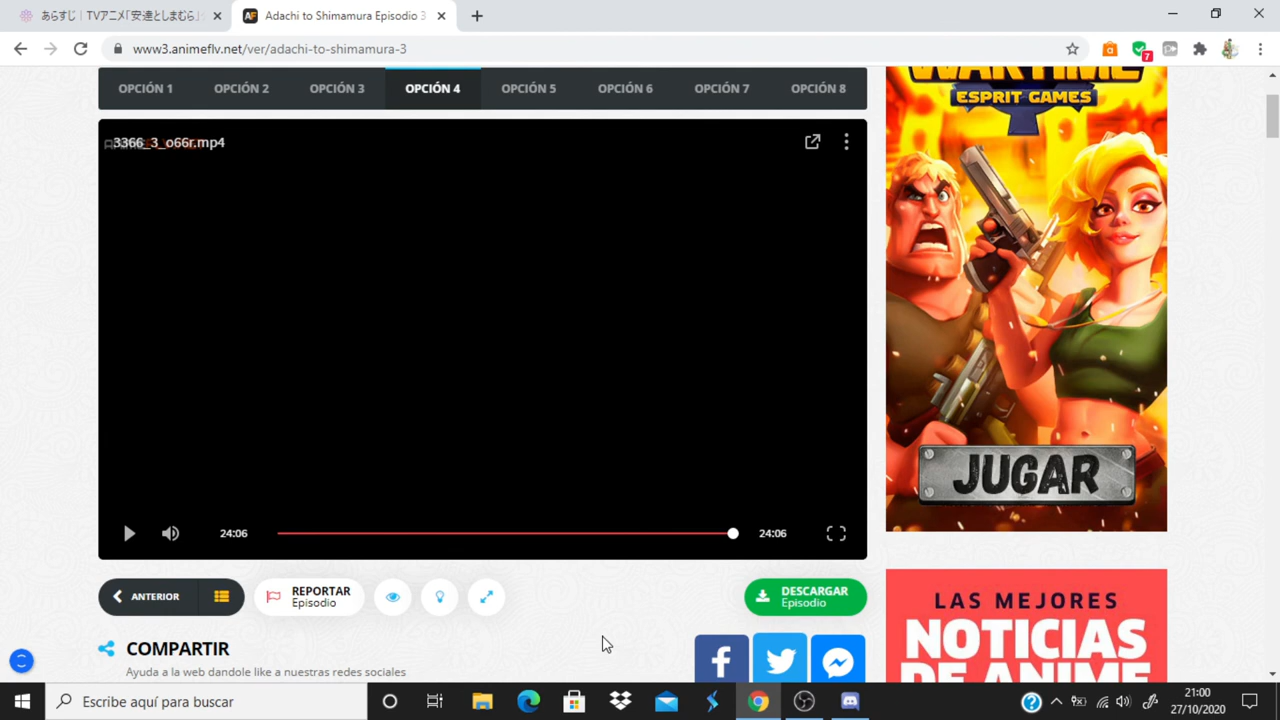 あらすじ｜TVアニメ「安達としまむら」
Adachi to Shimamura Episodio 3
www3.animeflv.net/ver/adachi-to-shimamura-3
7
OPCIÓN 1 OPCIÓN 2 OPCIÓN 3 OPCIÓN 4 OPCIÓN 5 OPCIÓN 6 OPCIÓN 7 OPCIÓN 8
3366_3_o66r.mp4
WARTIME
ESPRIT GAMES
JUGAR
24:06 24:06
ANTERIOR
REPORTAR
Episodio
DESCARGAR
Episodio
COMPARTIR
Ayuda a la web dandole like a nuestras redes sociales
LAS MEJORES
NOTICIAS
DE ANIME
Escribe aquí para buscar
21:00
27/10/2020